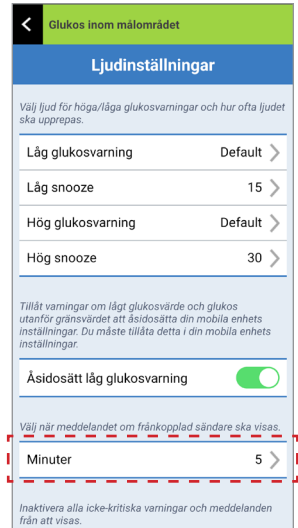 Glukos inom målområdet
Ljudinställningar
Välj ljud för höga/låga glukosvarningar och hur ofta ljudet
ska upprepas.
Låg glukosvarning Default
Låg snooze 15
Hög glukosvarning Default
Hög snooze 30
Tillåt varningar om lågt glukosvärde och glukos
utanför gränsvärdet att åsidosätta din mobila enhets
inställningar. Du måste tillåta detta i din mobila enhets
inställningar.
Åsidosätt låg glukosvarning
Välj när meddelandet om frånkopplad sändare ska visas.
Minuter 5
Inaktivera alla icke-kritiska varningar och meddelanden
från att visas.